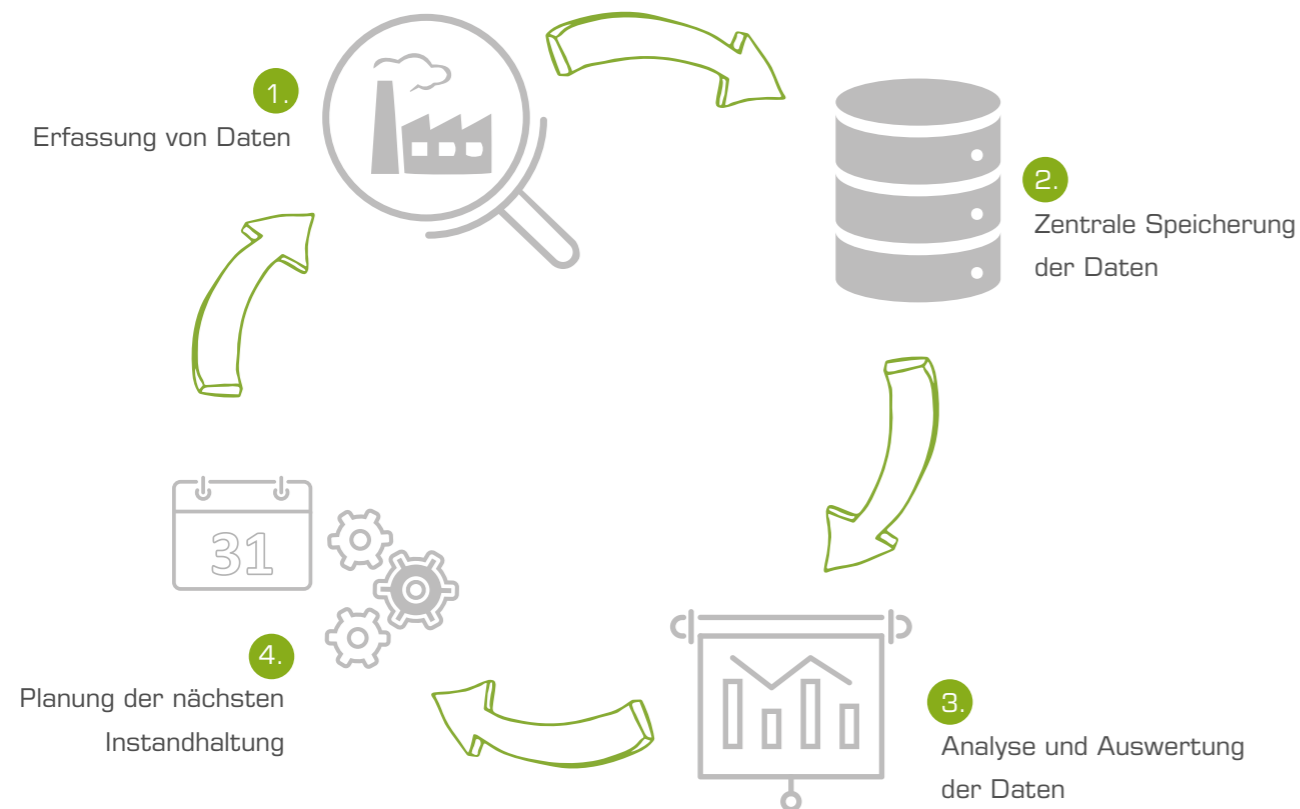 1.
Erfassung von Daten
2.
Zentrale Speicherung
der Daten
3.
Analyse und Auswertung
der Daten
31
4.
Planung der nächsten
Instandhaltung